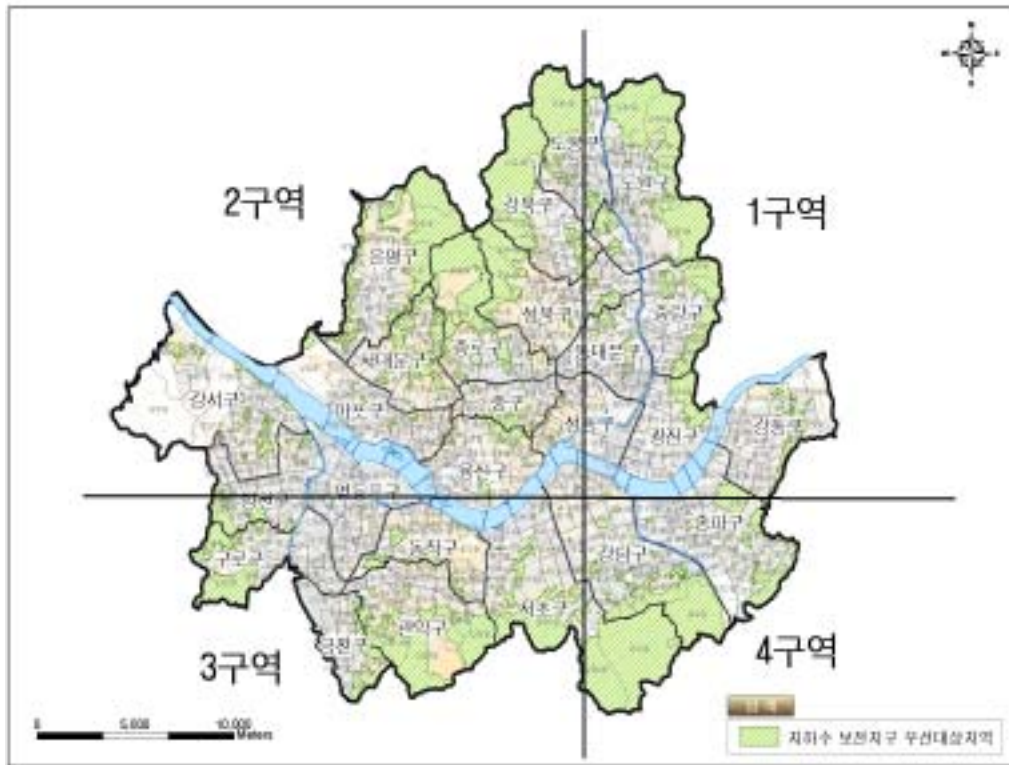 N
2구역
1구역
도봉구
노원구
강북구
은평구
성북구
중랑구
서대문구
종로구
동대문구
강서구
마포구
중구
성동구
광진구
강동구
용산구
양천구
영등포구
송파구
동작구
강남구
구로구
서초구
관악구
금천구
3구역
4구역
0 5,000 10,000
Meters
지하수 보전지구 우선대상지역